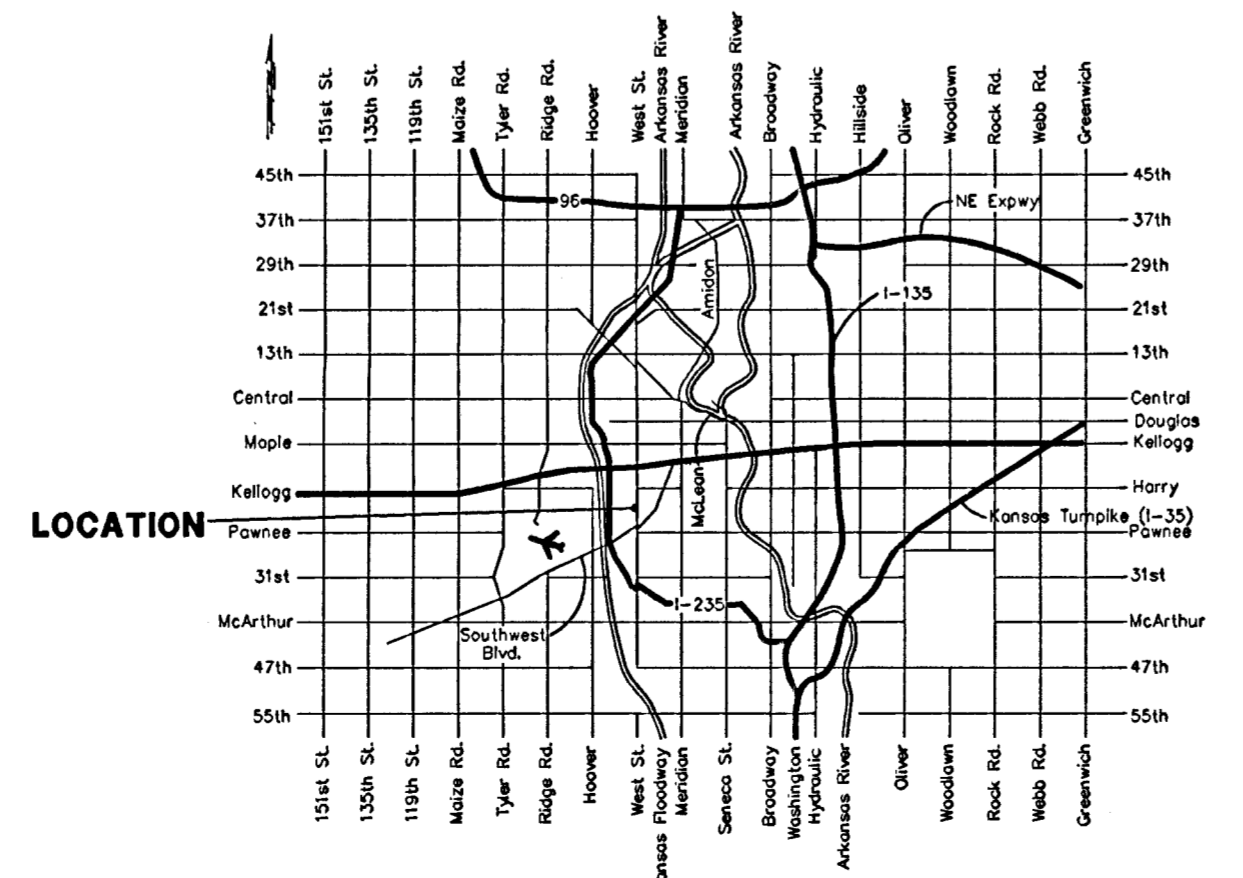 151st St.
135th St.
119th St.
Maize Rd.
Tyler Rd.
Ridge Rd.
Hoover
West St.
Arkansas River
Meridian
Arkansas River
Broadway
Hydraulic
Hillside
Oliver
Woodlawn
Rock Rd.
Webb Rd.
Greenwich
45th
45th
96
NE Expwy
37th
37th
29th
29th
Amidon
I-135
21st
21st
13th
13th
Central
Central
Douglas
Maple
Kellogg
McLean
Kellogg
Harry
LOCATION
Kansas Turnpike (I-35)
Pawnee
Pawnee
31st
31st
I-235
McArthur
McArthur
Southwest
Blvd.
47th
47th
55th
55th
151st St.
135th St.
119th St.
Maize Rd.
Tyler Rd.
Ridge Rd.
Hoover
West St.
ansas Floodway
Meridian
Seneca St.
Broadway
Washington
Hydraulic
Arkansas River
Oliver
Woodlawn
Rock Rd.
Webb Rd.
Greenwich